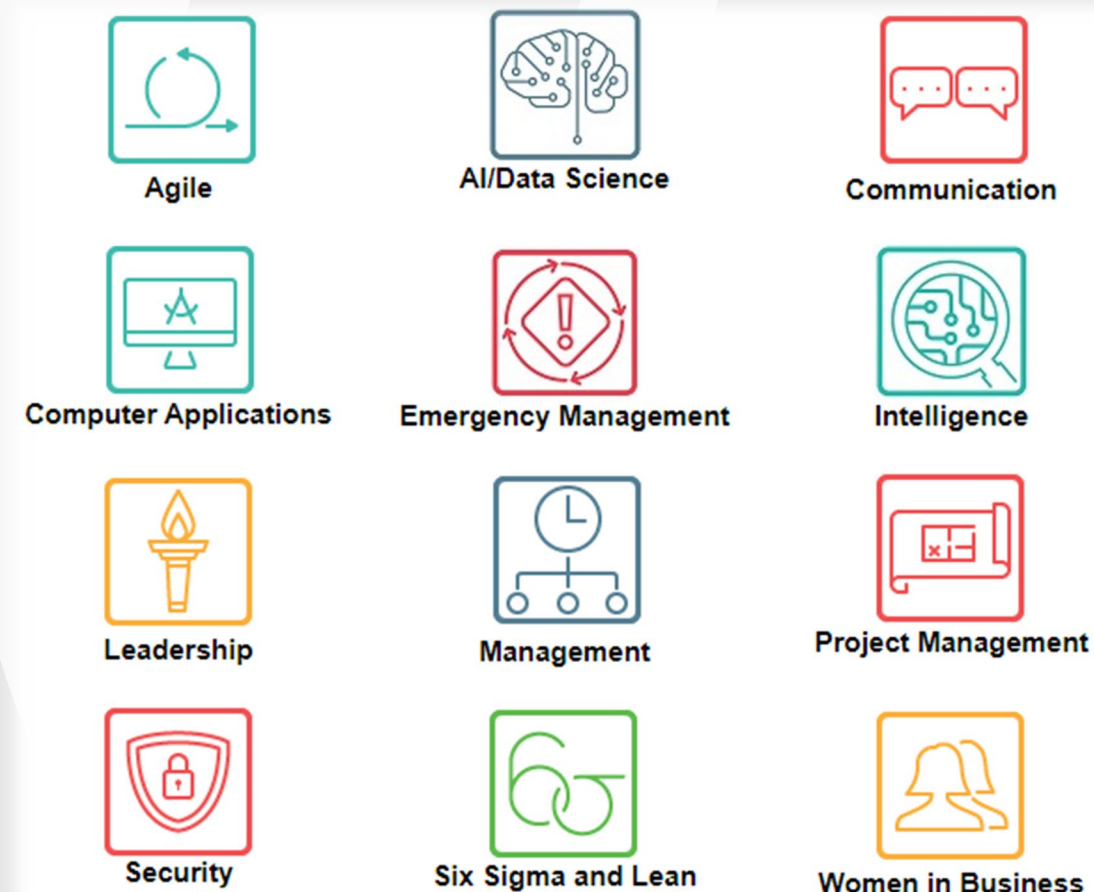 Agile
AI/Data Science
Communication
Computer Applications
Emergency Management
Intelligence
Leadership
Management
Project Management
Security
Six Sigma and Lean
Women in Business